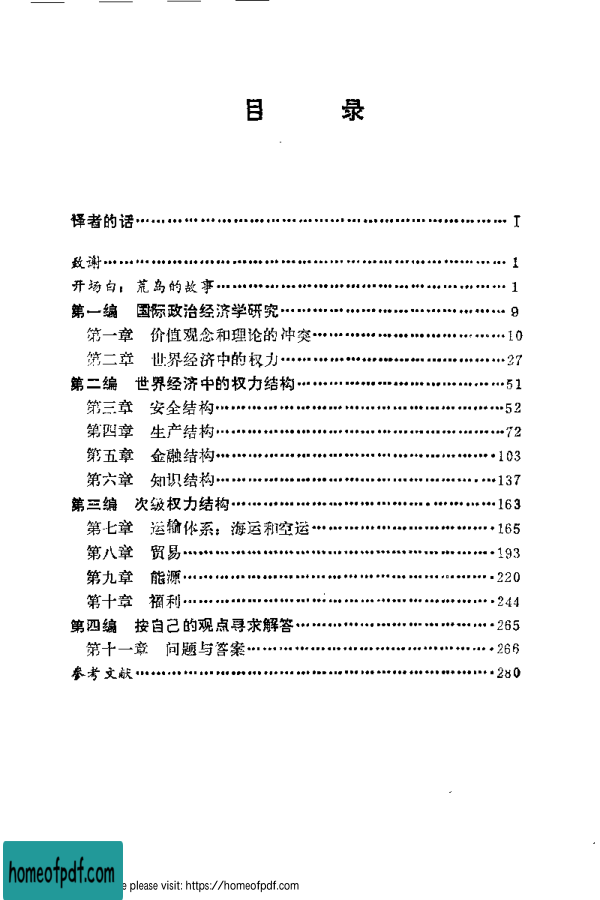 目 录
译者的话……………………………………………………… I
致谢…………………………………………………………… 1
开场白：荒岛的故事………………………………………… 1
第一编 国际政治经济学研究……………………………… 9
第一章 价值观念和理论的冲突…………………………10
第二章 世界经济中的权力………………………………27
第二编 世界经济中的权力结构……………………………51
第三章 安全结构…………………………………………52
第四章 生产结构…………………………………………72
第五章 金融结构…………………………………………103
第六章 知识结构…………………………………………137
第三编 次级权力结构………………………………………163
第七章 运输体系：海运和空运…………………………165
第八章 贸易………………………………………………193
第九章 能源………………………………………………220
第十章 福利………………………………………………244
第四编 按自己的观点寻求解答……………………………265
第十一章 问题与答案……………………………………266
参考文献………………………………………………………280
homeofpdf.com
e please visit: https://homeofpdf.com